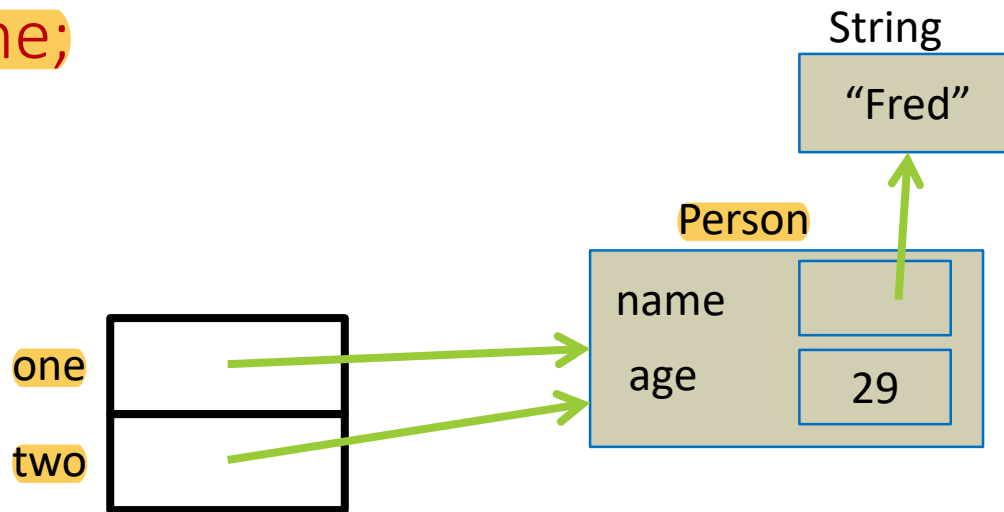 ne;
String
“Fred”
Person
name
age
29
one
two